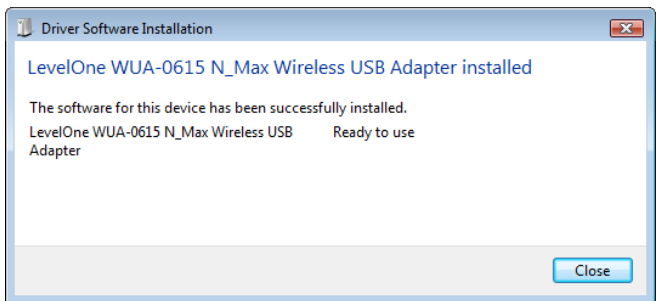 Driver Software Installation
LevelOne WUA-0615 N_Max Wireless USB Adapter installed
The software for this device has been successfully installed.
LevelOne WUA-0615 N_Max Wireless USB Ready to use
Adapter
Close